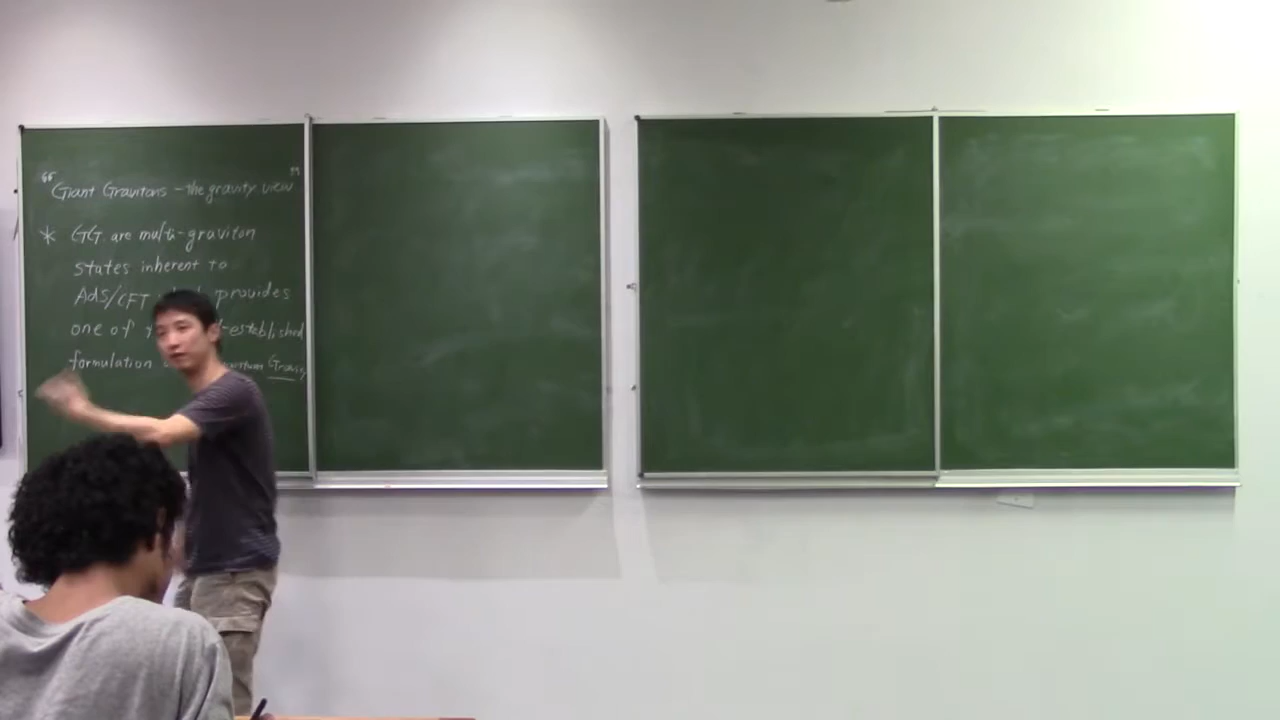 "Giant Gravitons - the gravity view"
* GG are multi-graviton
states inherent to
AdS/CFT provides
one of -established
formulation Gravity